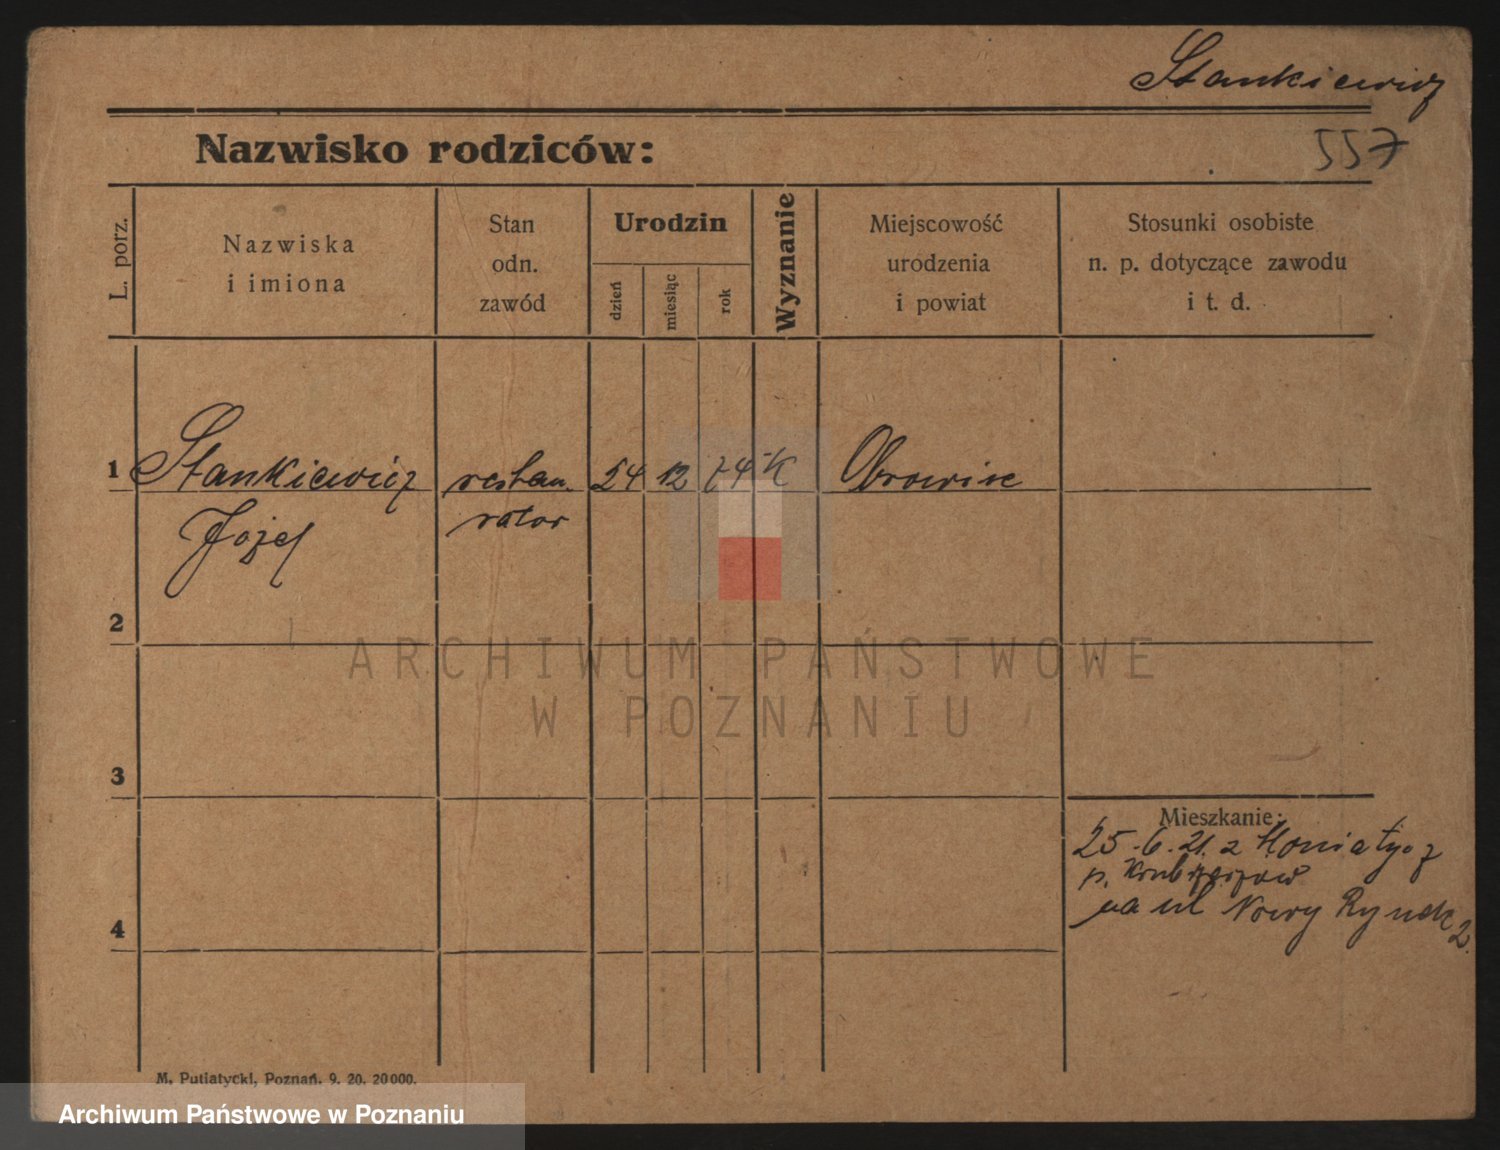 Stankiewicz
557
Nazwisko rodziców:
L. porz.
Nazwiska
i imiona
Stan
odn.
zawód
Urodzin
dzień
miesiąc
rok
Wyznanie
Miejscowość
urodzenia
i powiat
Stosunki osobiste
n. p. dotyczące zawodu
i t. d.
1 Stankiewicz restau- 24 12 74 K
Józef rator
2
3
4
Mieszkanie:
25.6.21. z
p.
na ul Nowy Rynek 2.
ARCHIWUM PAŃSTWOWE
W POZNANIU
M. Putiatycki, Poznań. 9. 20. 20000.
Archiwum Państwowe w Poznaniu